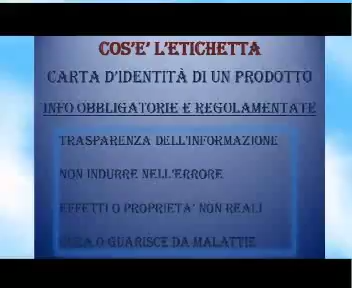 COS'E' L'ETICHETTA
CARTA D'IDENTITÀ DI UN PRODOTTO
INFO OBBLIGATORIE E REGOLAMENTATE
TRASPARENZA DELL'INFORMAZIONE
NON INDURRE NELL'ERRORE
EFFETTI O PROPRIETA' NON REALI
CURA O GUARISCE DA MALATTIE